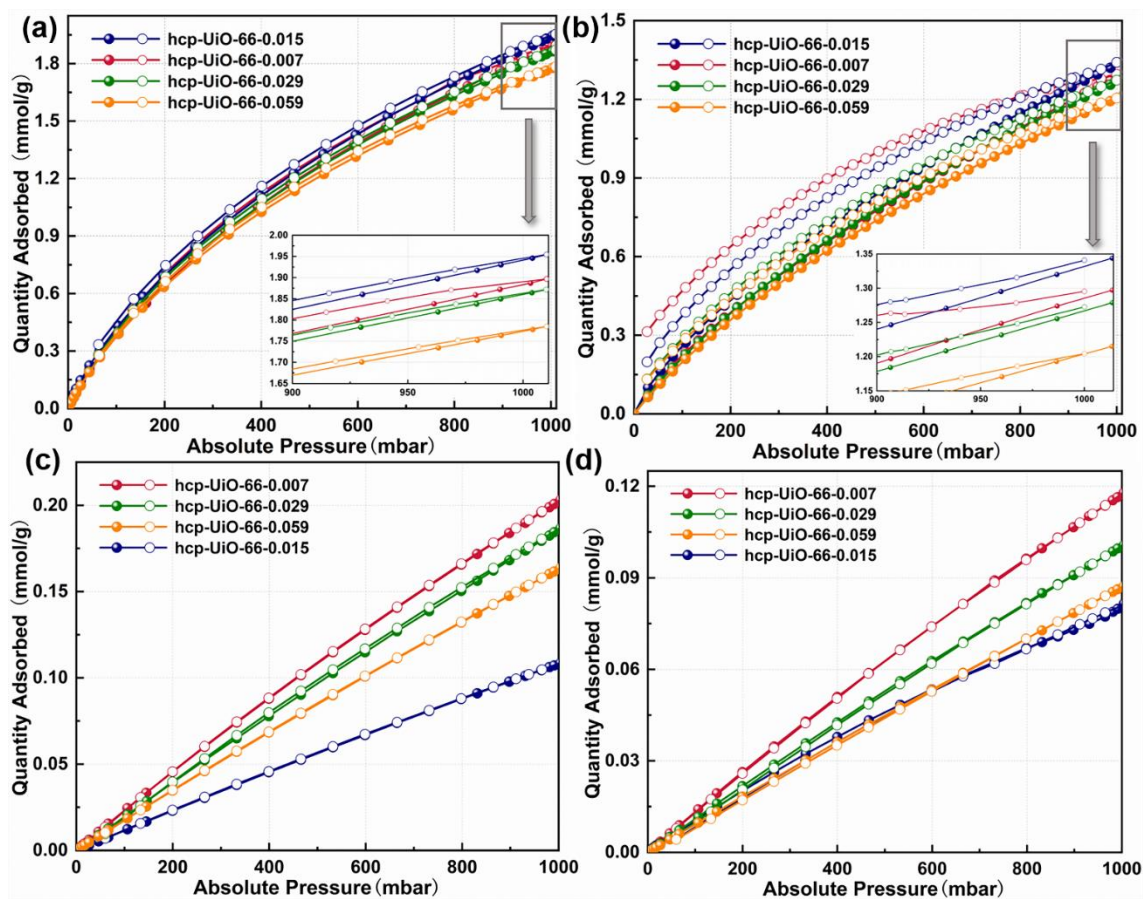 (a)
hcp-UiO-66-0.015
hcp-UiO-66-0.007
hcp-UiO-66-0.029
hcp-UiO-66-0.059
Quantity Adsorbed (mmol/g)
1.8
1.5
1.2
0.9
0.6
0.3
0.0
2.00
1.95
1.90
1.85
1.80
1.75
1.70
1.65
900 950 1000
0 200 400 600 800 1000
Absolute Pressure(mbar)
(b)
hcp-UiO-66-0.015
hcp-UiO-66-0.007
hcp-UiO-66-0.029
hcp-UiO-66-0.059
Quantity Adsorbed (mmol/g)
1.5
1.2
0.9
0.6
0.3
0.0
1.35
1.30
1.25
1.20
1.15
900 950 1000
0 200 400 600 800 1000
Absolute Pressure(mbar)
(c)
hcp-UiO-66-0.007
hcp-UiO-66-0.029
hcp-UiO-66-0.059
hcp-UiO-66-0.015
Quantity Adsorbed (mmol/g)
0.20
0.15
0.10
0.05
0.00
0 200 400 600 800 1000
Absolute Pressure(mbar)
(d)
hcp-UiO-66-0.007
hcp-UiO-66-0.029
hcp-UiO-66-0.059
hcp-UiO-66-0.015
Quantity Adsorbed (mmol/g)
0.12
0.09
0.06
0.03
0.00
0 200 400 600 800 1000
Absolute Pressure(mbar)